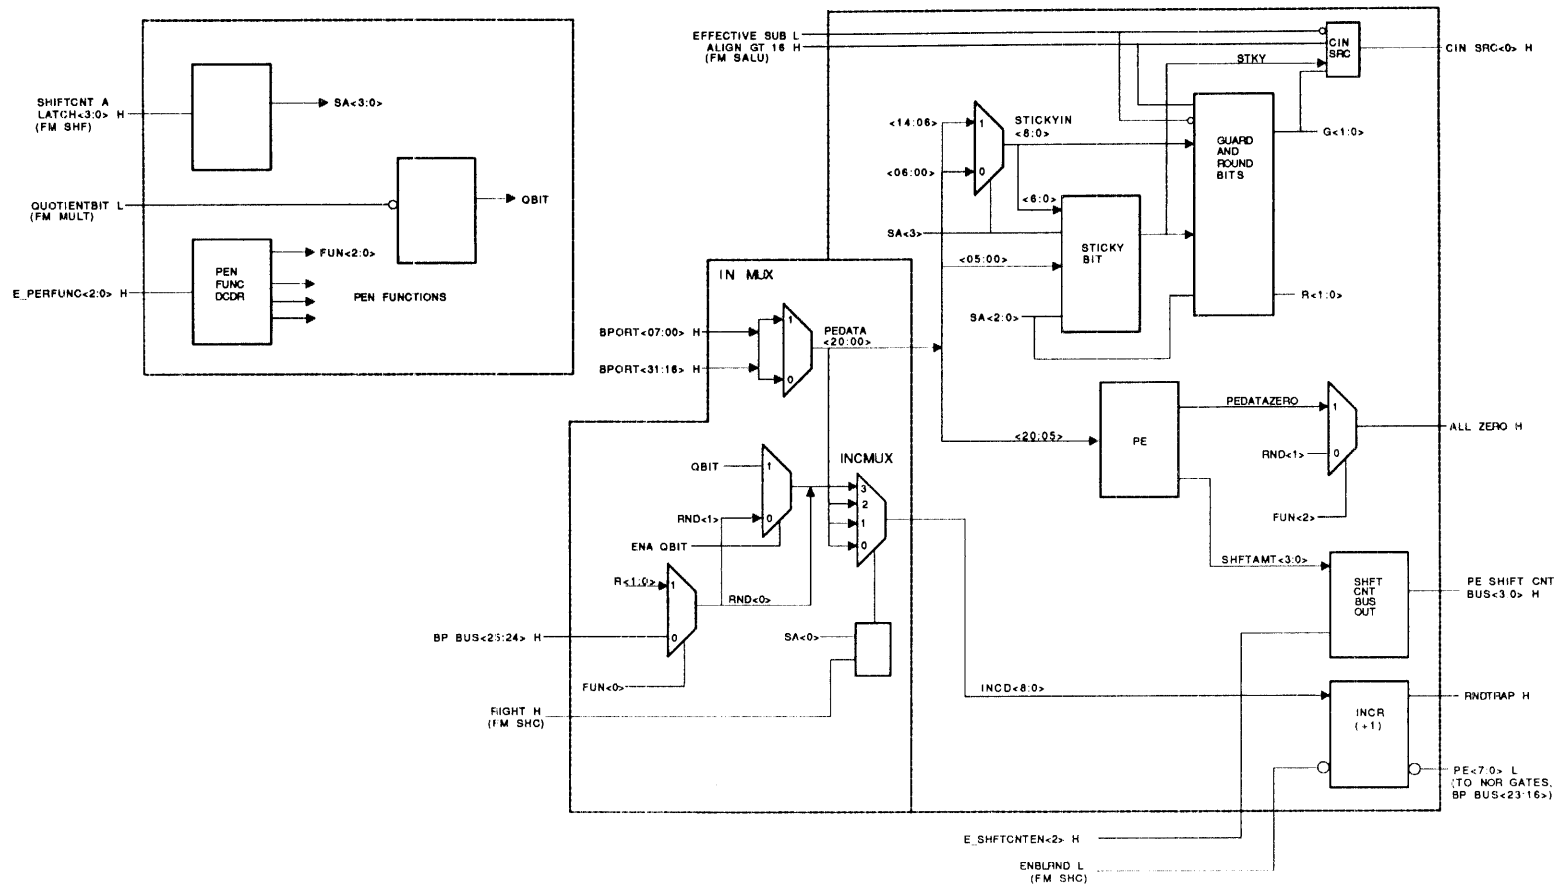 SHIFTCNT A
LATCH<3:0> H
(FM SHF)
SA<3:0>
QUOTIENTBIT L
(FM MULT)
QBIT
E_PERFUNC<2:0> H
PEN
FUNC
DCDR
FUN<2:0>
PEN FUNCTIONS
EFFECTIVE SUB L
ALIGN GT 16 H
(FM SALU)
CIN
SRC
CIN SRC<0> H
STKY
<14:06>
1
STICKYIN
<8:0>
<06:00>
0
GUARD
AND
ROUND
BITS
G<1:0>
<6:0>
SA<3>
STICKY
BIT
<05:00>
SA<2:0>
R<1:0>
IN MUX
BPORT<07:00> H
1
PEDATA
<20:00>
BPORT<31:16> H
0
<20:05>
PE
PEDATAZERO
1
RND<1>
0
ALL ZERO H
FUN<2>
QBIT
1
RND<1>
0
ENA QBIT
INCMUX
3
2
1
0
R<1:0>
1
RND<0>
BP BUS<25:24> H
0
FUN<0>
SA<0>
RIGHT H
(FM SHC)
SHFTAMT<3:0>
SHFT
CNT
BUS
OUT
PE SHIFT CNT
BUS<3:0> H
INCD<8:0>
INCR
(+1)
RNDTRAP H
PE<7:0> L
(TO NOR GATES,
BP BUS<23:16>)
E_SHFTCNTEN<2> H
ENBLRND L
(FM SHC)